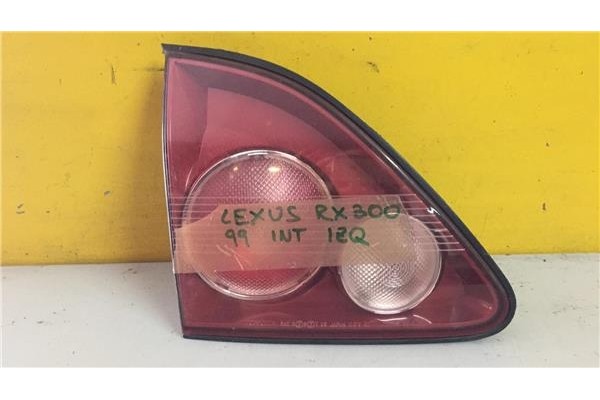 LEXUS RX300
99 INT IZQ